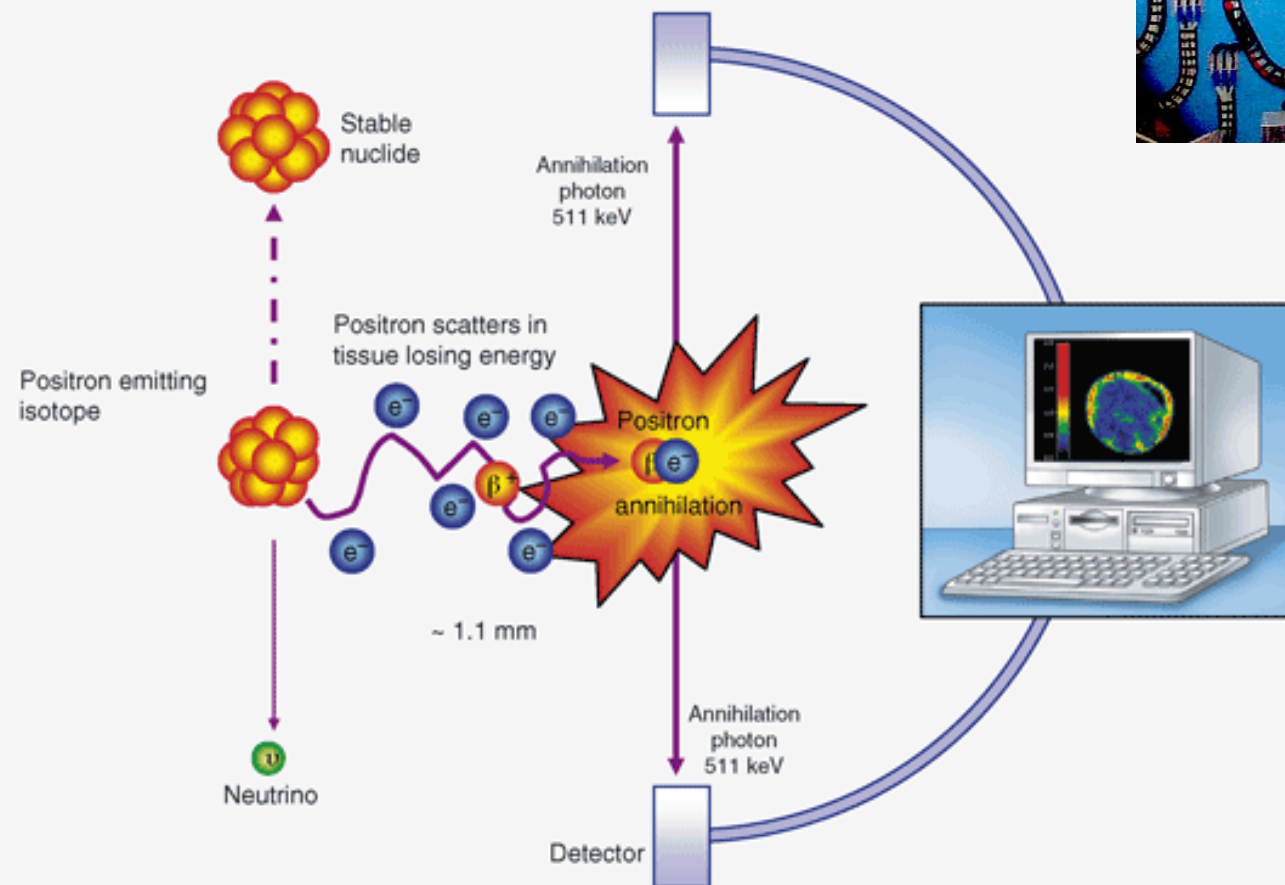 Stable
nuclide
Annihilation
photon
511 keV
Positron scatters in
tissue losing energy
Positron emitting
isotope
e⁻
e⁻
e⁻
Positron
β e⁻
β⁺
annihilation
e⁻
e⁻
e⁻
~ 1.1 mm
Annihilation
photon
511 keV
υ
Neutrino
Detector